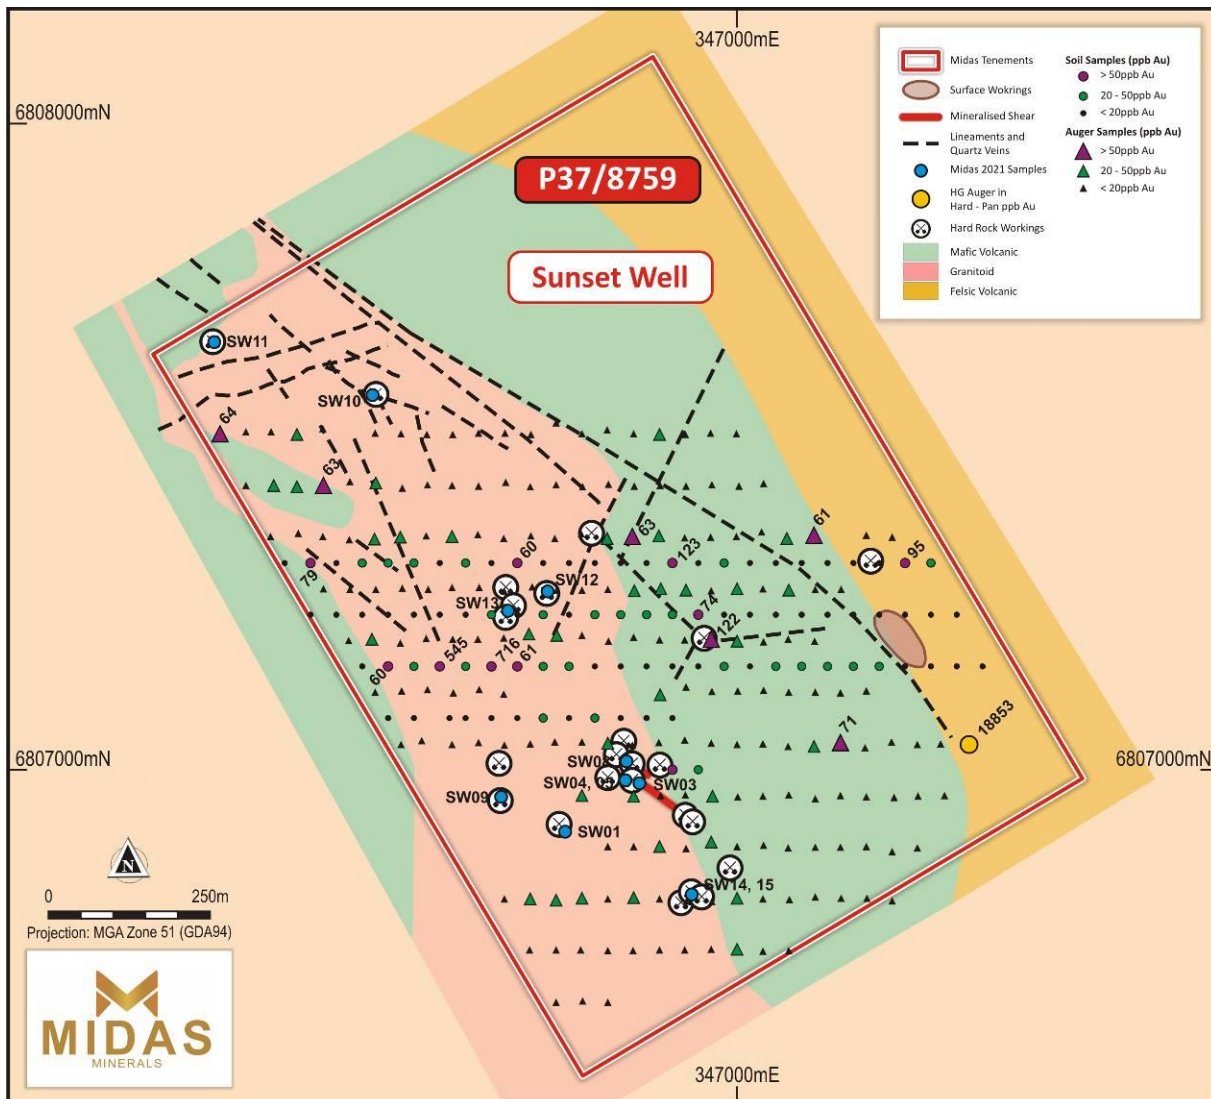 347000mE
6808000mN
P37/8759
Sunset Well
Midas Tenements
Surface Wokrings
Mineralised Shear
Lineaments and
Quartz Veins
Midas 2021 Samples
HG Auger in
Hard - Pan ppb Au
Hard Rock Workings
Mafic Volcanic
Granitoid
Felsic Volcanic
Soil Samples (ppb Au)
> 50ppb Au
20 - 50ppb Au
< 20ppb Au
Auger Samples (ppb Au)
> 50ppb Au
20 - 50ppb Au
< 20ppb Au
SW11
SW10
64
63
63
61
60
123
95
79
SW12
SW13
74
122
60
545
716
61
71
18853
6807000mN
6807000mN
SW04,
SW03
SW09
SW01
SW14, 15
N
0
250m
Projection: MGA Zone 51 (GDA94)
MIDAS
MINERALS
347000mE